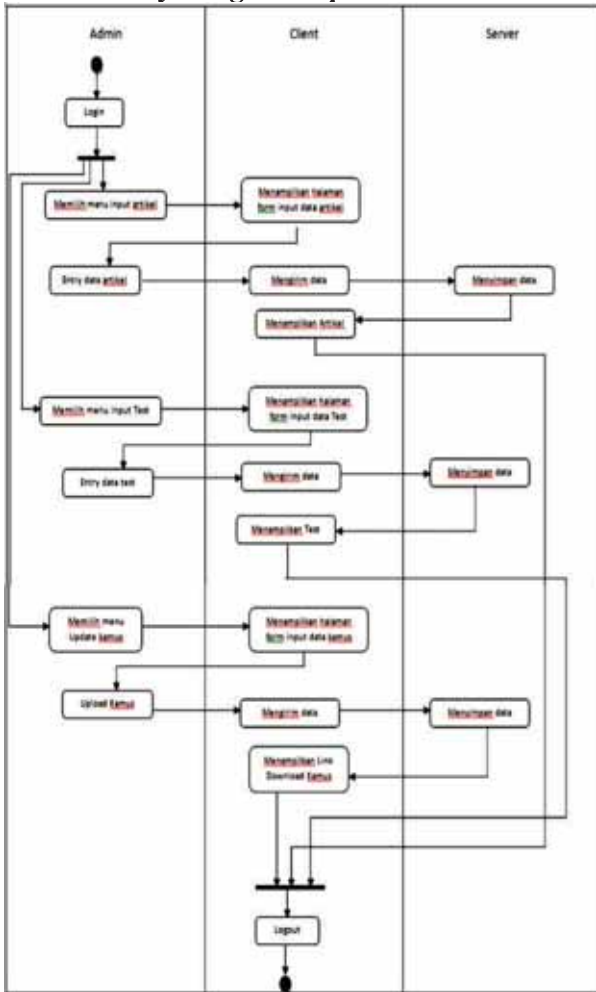 Admin
Client
Server
Login
Memilih menu input artikel
Menampilkan halaman
form input data artikel
Entry data artikel
Mengirim data
Menyimpan data
Menampilkan Artikel
Memilih menu input Test
Menampilkan halaman
form input data Test
Entry data test
Mengirim data
Menyimpan data
Menampilkan Test
Memilih menu
Update kamus
Menampilkan halaman
form input data kamus
Upload Kamus
Mengirim data
Menyimpan data
Menampilkan Link
Download Kamus
Logout